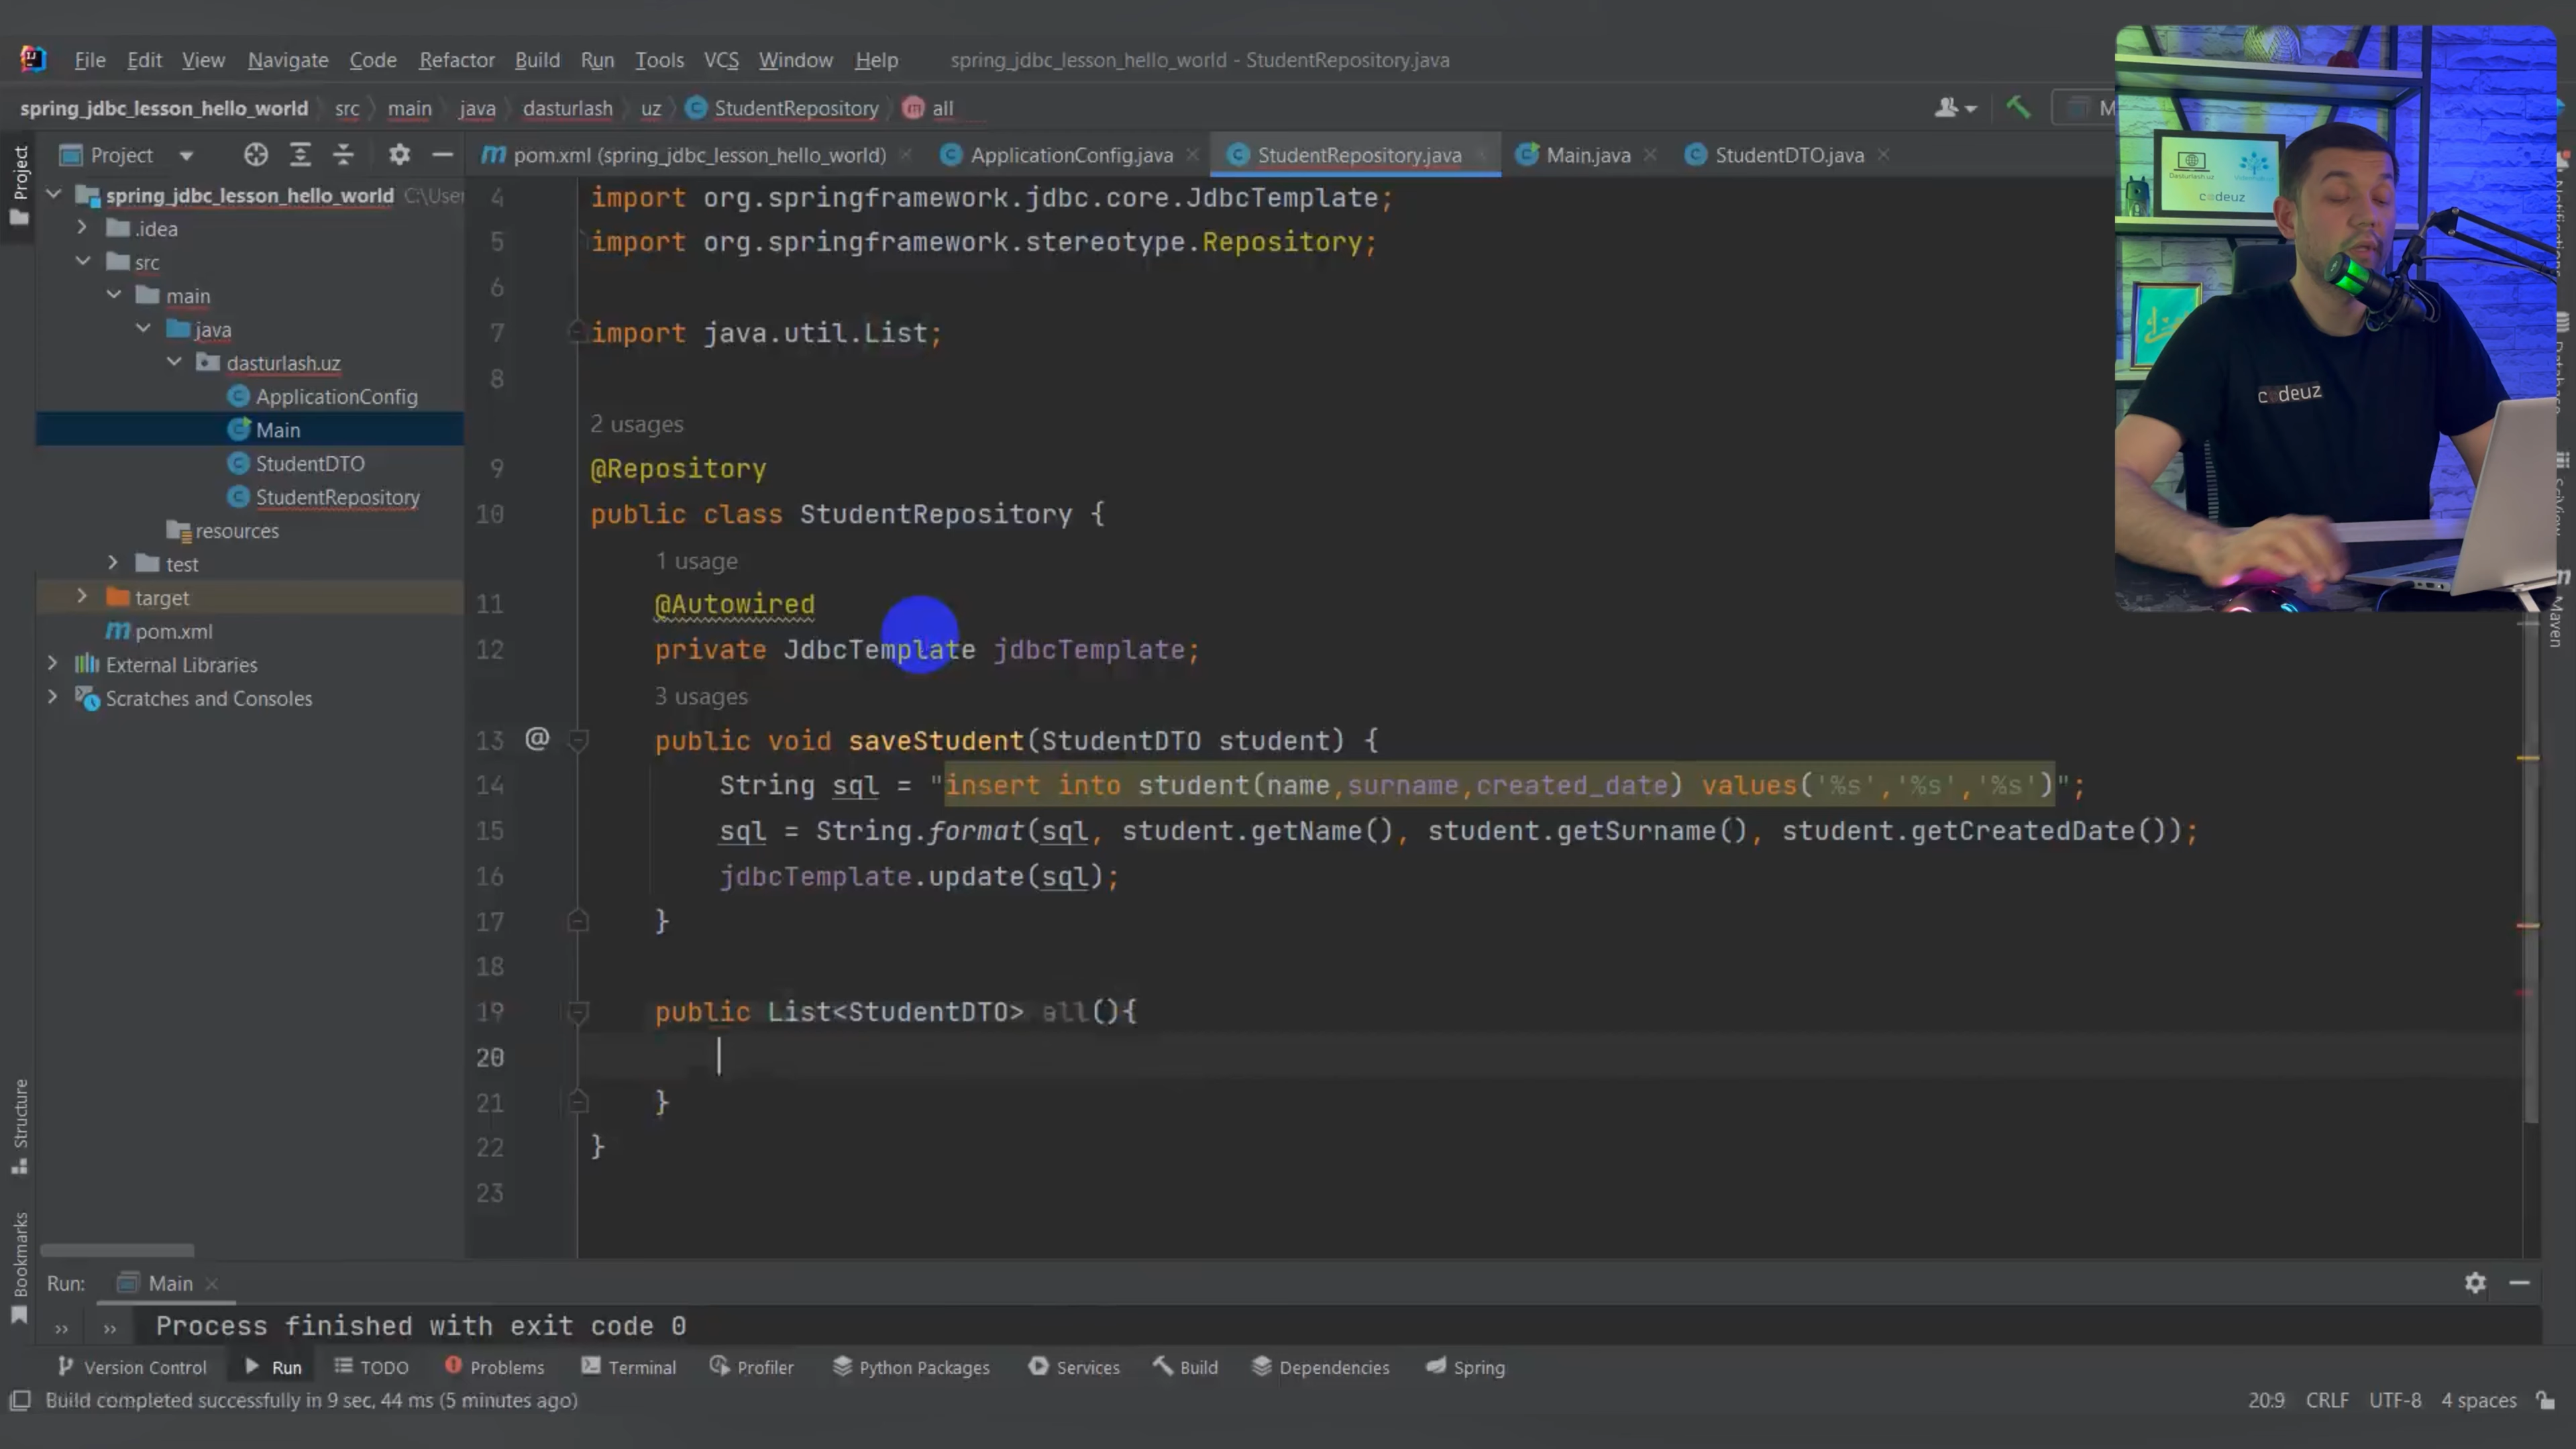 File Edit View Navigate Code Refactor Build Run Tools VCS Window Help spring_jdbc_lesson_hello_world - StudentRepository.java
spring_jdbc_lesson_hello_world src main java dasturlash uz StudentRepository all
Project pom.xml (spring_jdbc_lesson_hello_world) ApplicationConfig.java StudentRepository.java Main.java StudentDTO.java
Project
spring_jdbc_lesson_hello_world C:\User
.idea
src
main
java
dasturlash.uz
ApplicationConfig
Main
StudentDTO
StudentRepository
resources
test
target
pom.xml
External Libraries
Scratches and Consoles
4 import org.springframework.jdbc.core.JdbcTemplate;
5 import org.springframework.stereotype.Repository;
6
7 import java.util.List;
8
2 usages
9 @Repository
10 public class StudentRepository {
1 usage
11 @Autowired
12 private JdbcTemplate jdbcTemplate;
3 usages
13 @ public void saveStudent(StudentDTO student) {
14 String sql = "insert into student(name,surname,created_date) values('%s','%s','%s')";
15 sql = String.format(sql, student.getName(), student.getSurname(), student.getCreatedDate());
16 jdbcTemplate.update(sql);
17 }
18
19 public List<StudentDTO> all(){
20
21 }
22 }
23
Structure
Bookmarks
Maven
Dasturlash.uz
c deuz
c deuz
Run: Main
Process finished with exit code 0
Version Control Run TODO Problems Terminal Profiler Python Packages Services Build Dependencies Spring
Build completed successfully in 9 sec, 44 ms (5 minutes ago) 20:9 CRLF UTF-8 4 spaces